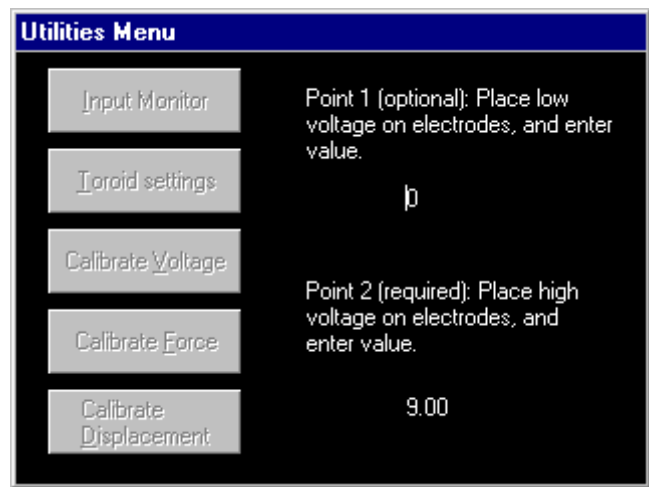 Utilities Menu
Input Monitor
Toroid settings
Calibrate Voltage
Calibrate Force
Calibrate
Displacement
Point 1 (optional): Place low
voltage on electrodes, and enter
value.
0
Point 2 (required): Place high
voltage on electrodes, and
enter value.
9.00